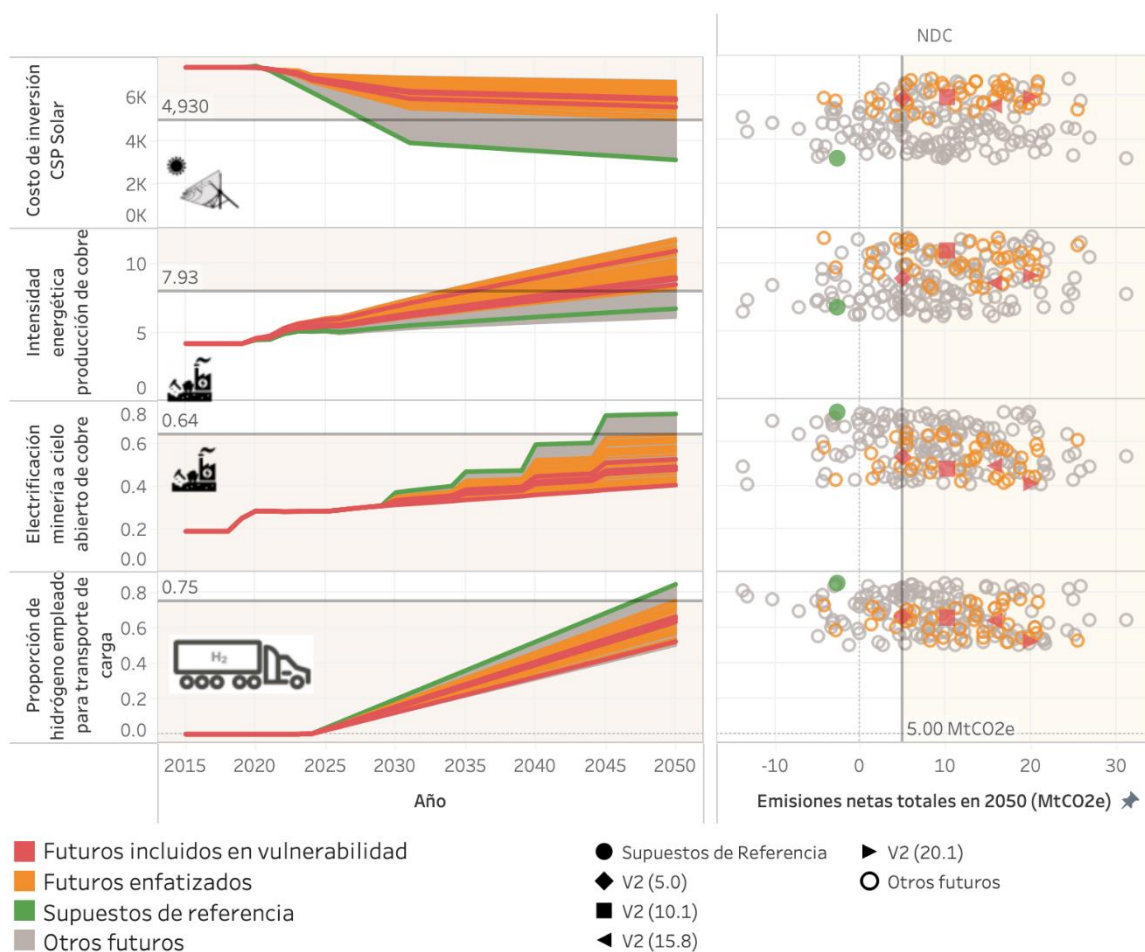 NDC
Costo de inversión
CSP Solar
6K
4,930
4K
2K
0K
Intensidad
energética
producción de cobre
10
7.93
5
0
Electrificación
minería a cielo
abierto de cobre
0.8
0.64
0.6
0.4
0.2
0.0
Proporción de
hidrógeno empleado
para transporte de
carga
0.75
0.8
0.6
0.4
0.2
0.0
H2
5.00 MtCO2e
2015 2020 2025 2030 2035 2040 2045 2050
Año
-10 0 10 20 30
Emisiones netas totales en 2050 (MtCO2e)
Futuros incluidos en vulnerabilidad
Futuros enfatizados
Supuestos de referencia
Otros futuros
Supuestos de Referencia
V2 (5.0)
V2 (10.1)
V2 (15.8)
V2 (20.1)
Otros futuros